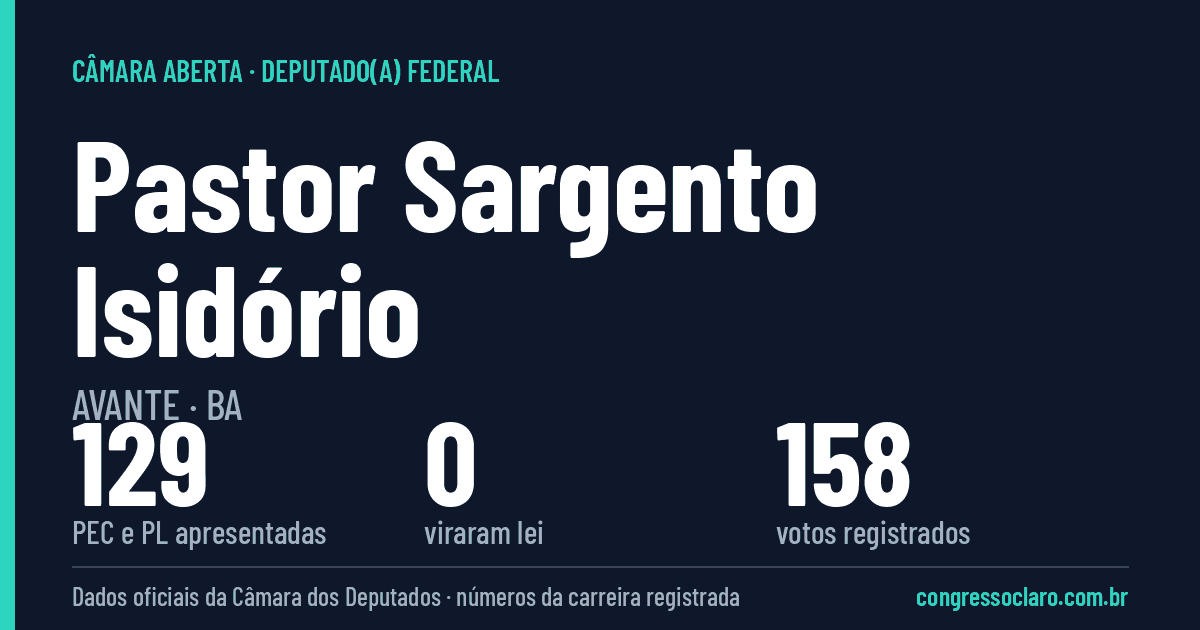 CÂMARA ABERTA · DEPUTADO(A) FEDERAL
Pastor Sargento
Isidório
AVANTE · BA
129 0 158
PEC e PL apresentadas viraram lei votos registrados
Dados oficiais da Câmara dos Deputados · números da carreira registrada congressoclaro.com.br